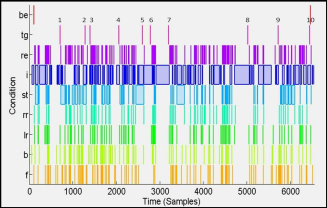 be
1 2 3 4 5 6 7 8 9 10
tg
re
i
st
rr
lr
b
f
Condition
0 1000 2000 3000 4000 5000 6000
Time (Samples)